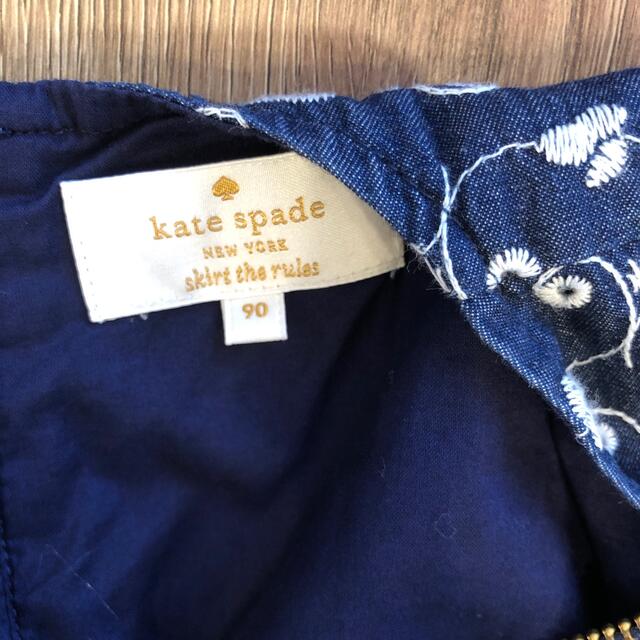 kate spade
NEW YORK
skirt the rules
90